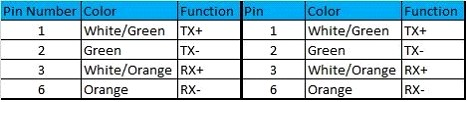 Pin Number Color Function Pin Color Function
1 White/Green TX+ 1 White/Green TX+
2 Green TX- 2 Green TX-
3 White/Orange RX+ 3 White/Orange RX+
6 Orange RX- 6 Orange RX-